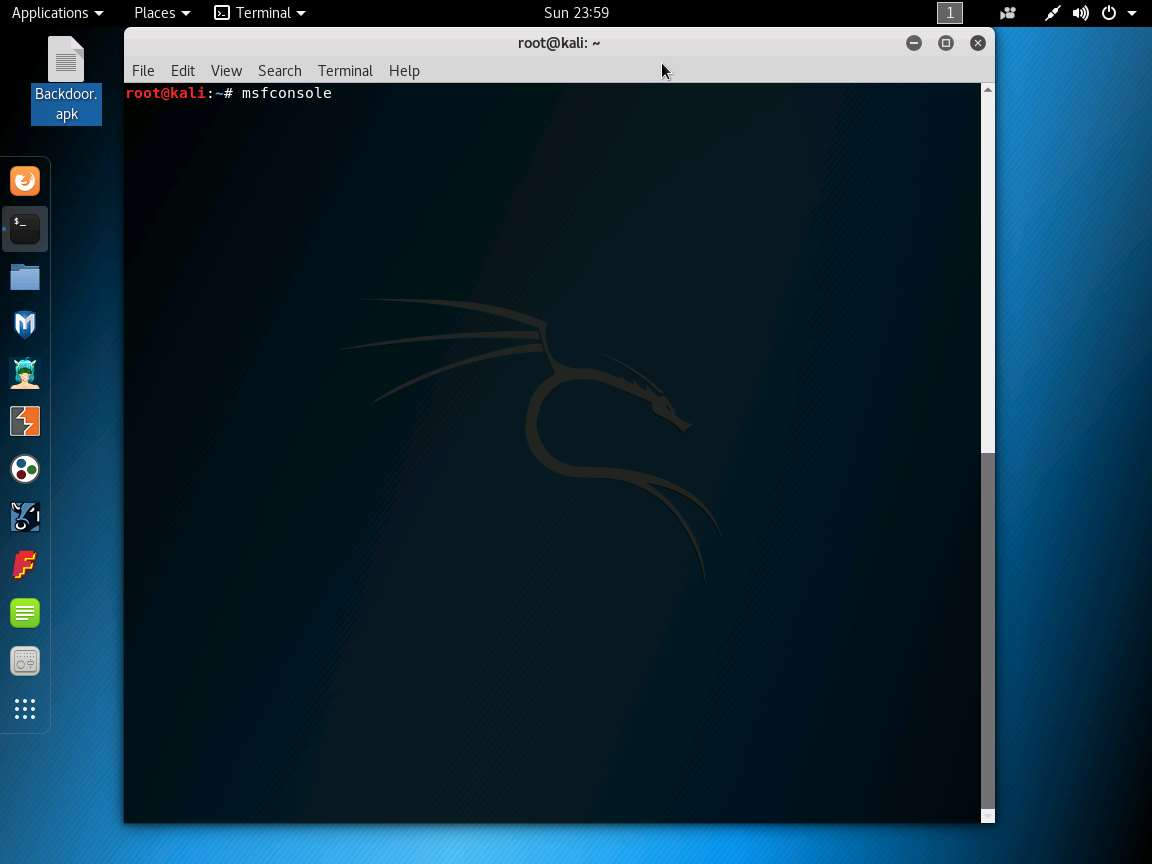 Applications Places Terminal Sun 23:59 1
Backdoor.
apk
root@kali: ~
File Edit View Search Terminal Help
root@kali:~# msfconsole
$_